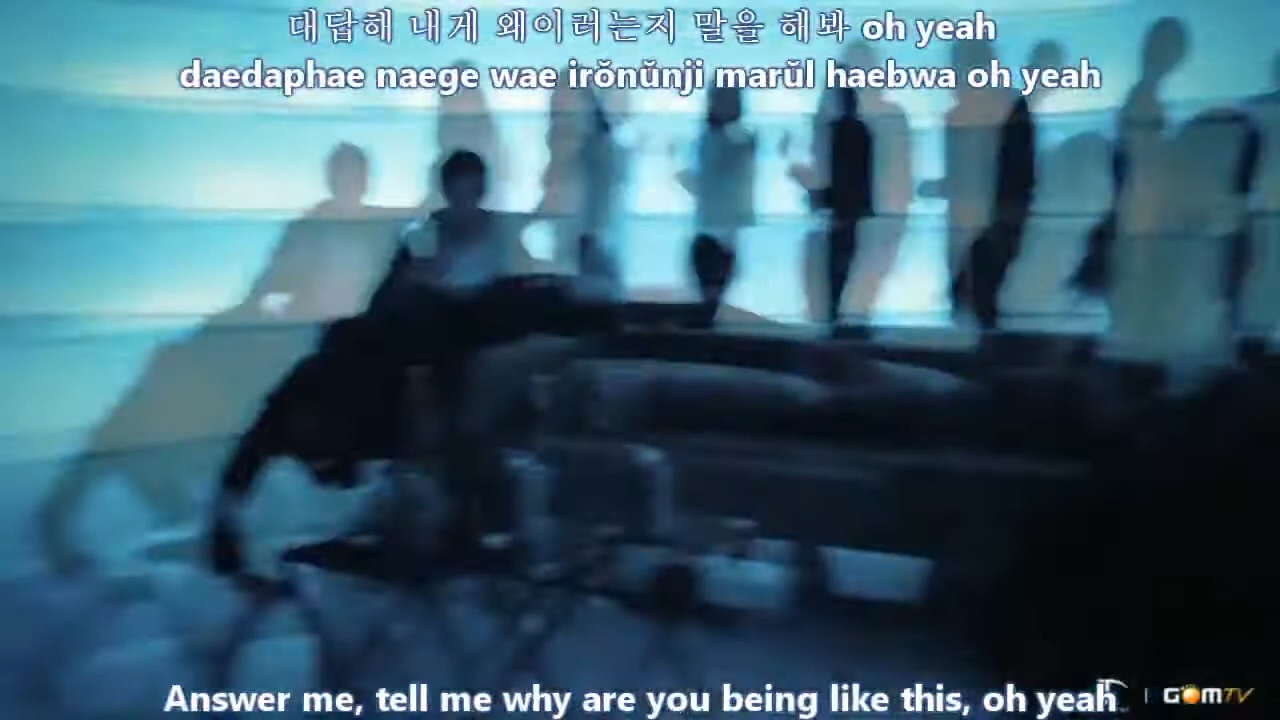 대답해 내게 왜이러는지 말을 해봐 oh yeah
daedaphae naege wae irŏnŭnji marŭl haebwa oh yeah
Answer me, tell me why are you being like this, oh yeah
GOMTV